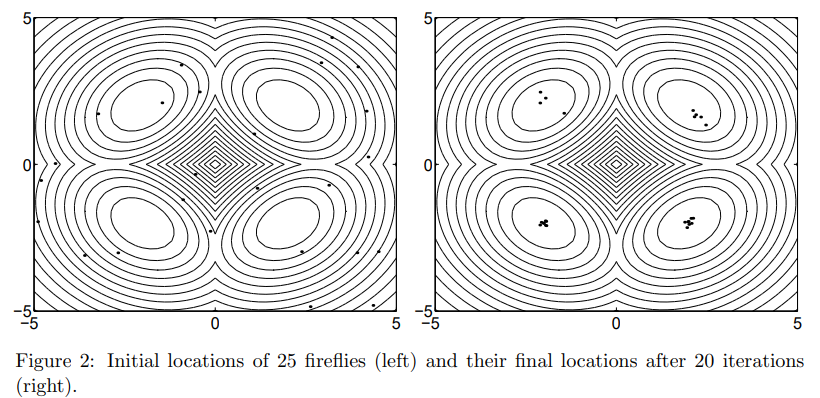 5
0
−5
−5 0 5
5
0
−5
−5 0 5
Figure 2: Initial locations of 25 fireflies (left) and their final locations after 20 iterations
(right).